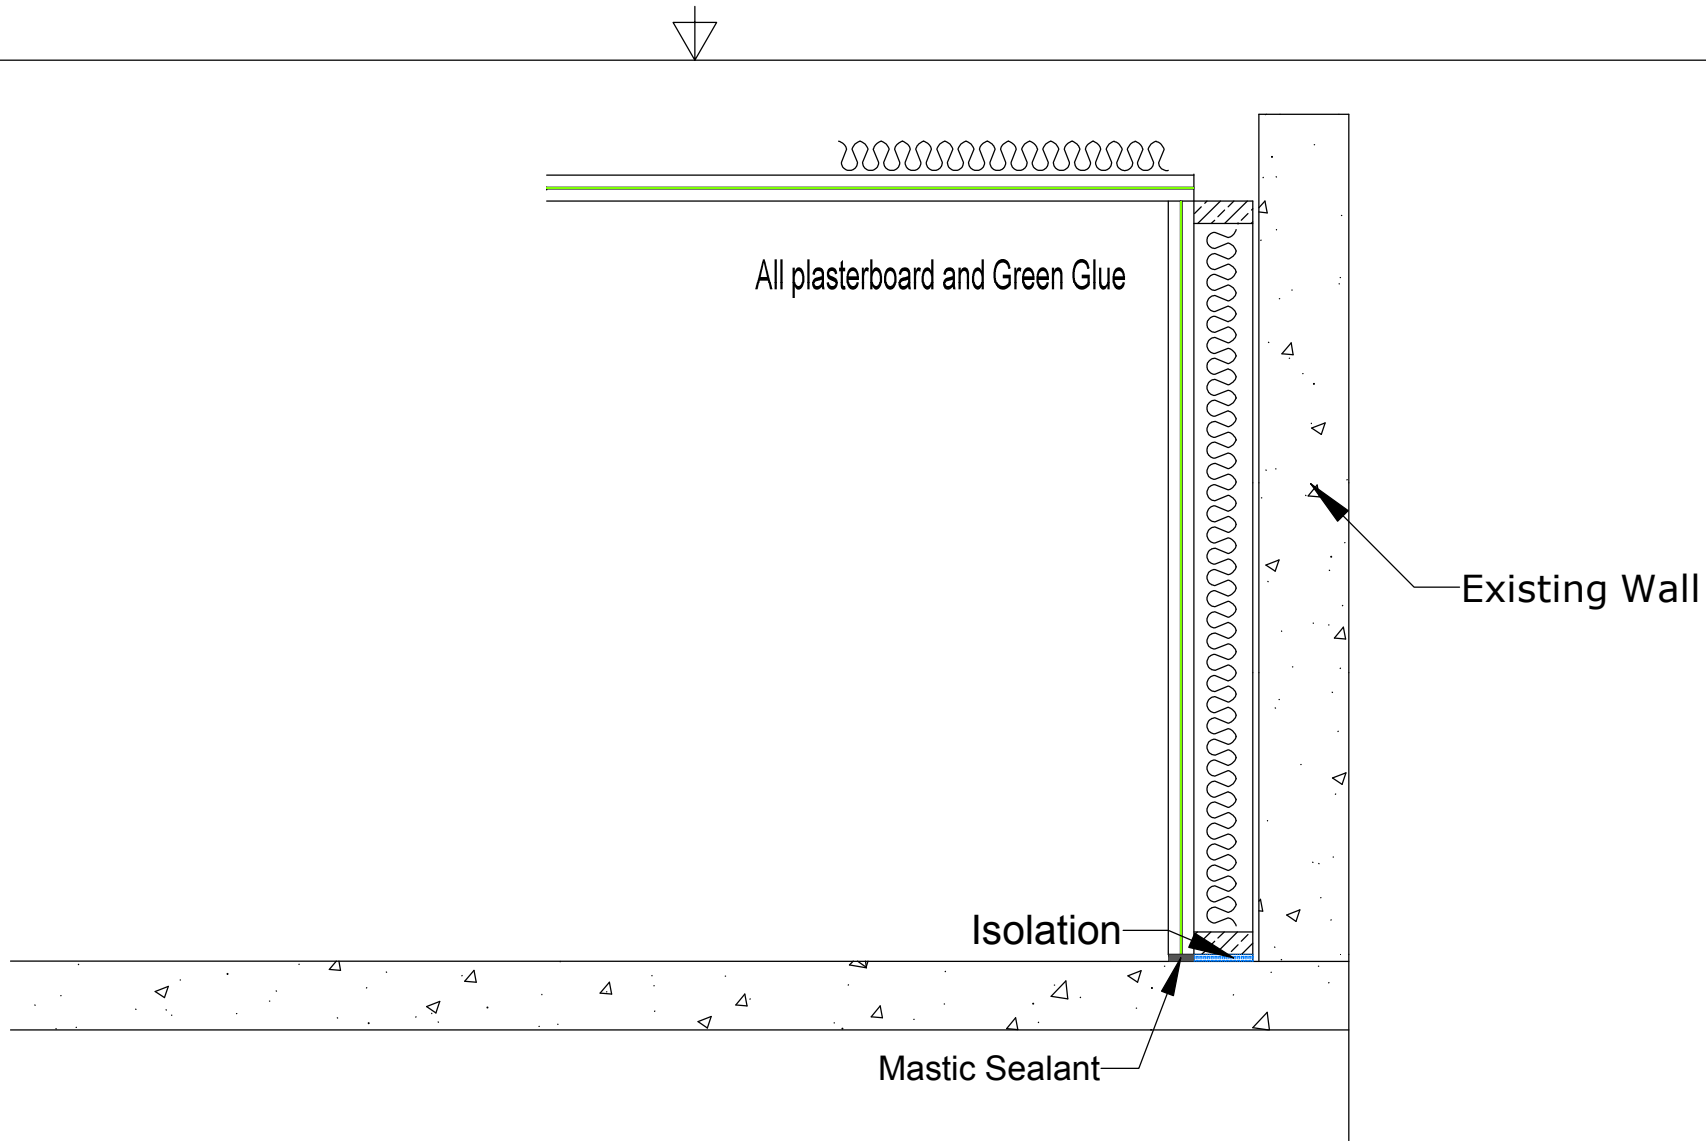 All plasterboard and Green Glue
Existing Wall
Isolation
Mastic Sealant